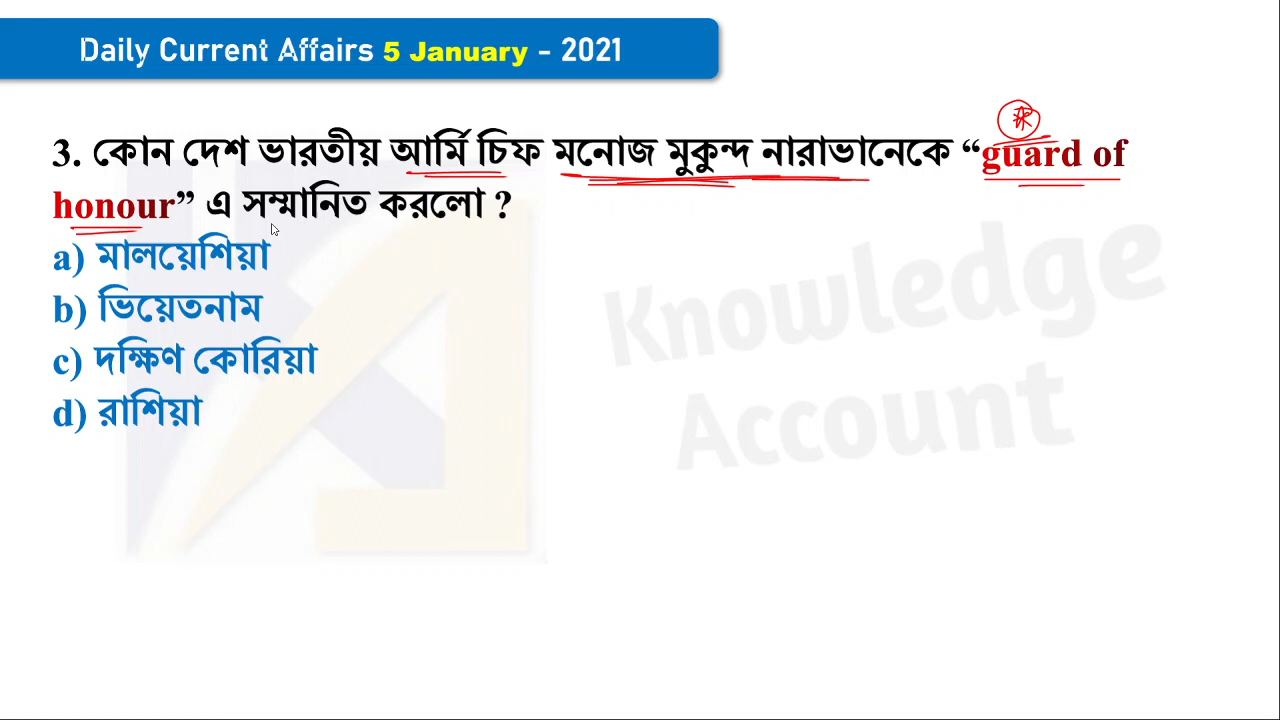 Daily Current Affairs 5 January - 2021
3. কোন দেশ ভারতীয় আর্মি চিফ মনোজ মুকুন্দ নারাভানেকে “guard of
honour” এ সম্মানিত করলো ?
a) মালয়েশিয়া
b) ভিয়েতনাম
c) দক্ষিণ কোরিয়া
d) রাশিয়া
Knowledge
Account